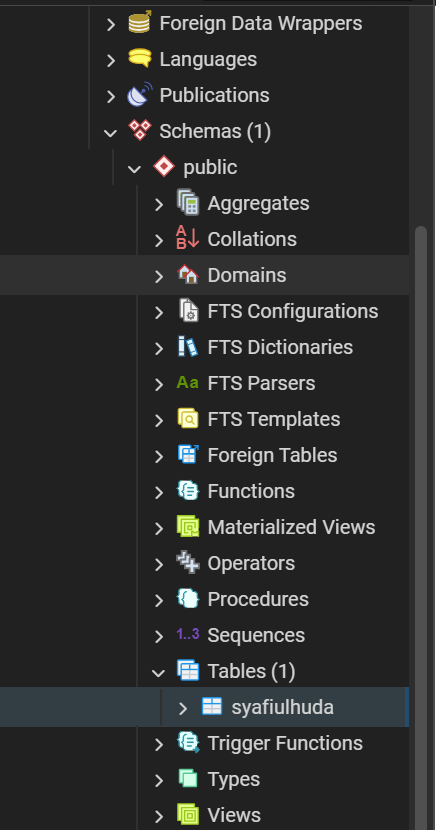 Foreign Data Wrappers
Languages
Publications
Schemas (1)
public
Aggregates
A
B
Collations
Domains
FTS Configurations
FTS Dictionaries
Aa FTS Parsers
FTS Templates
Foreign Tables
Functions
Materialized Views
Operators
Procedures
1..3 Sequences
Tables (1)
syafiulhuda
Trigger Functions
Types
Views